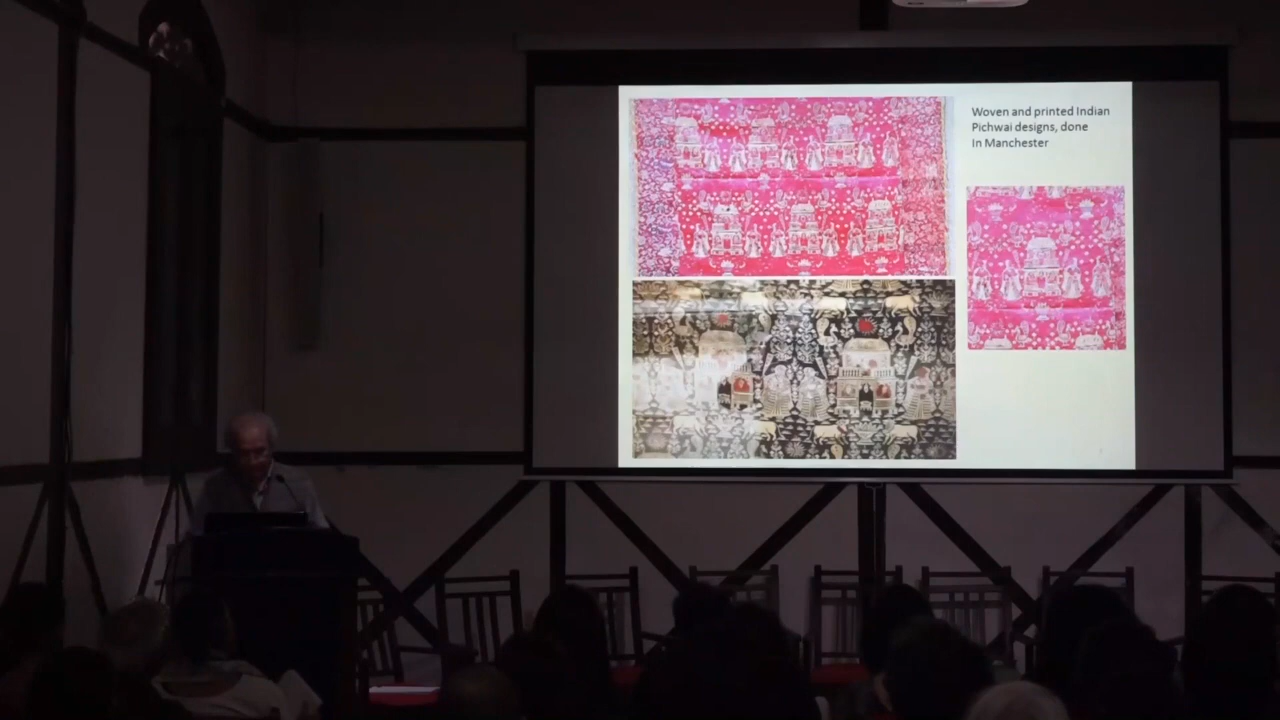 Woven and printed Indian
Pichwai designs, done
In Manchester